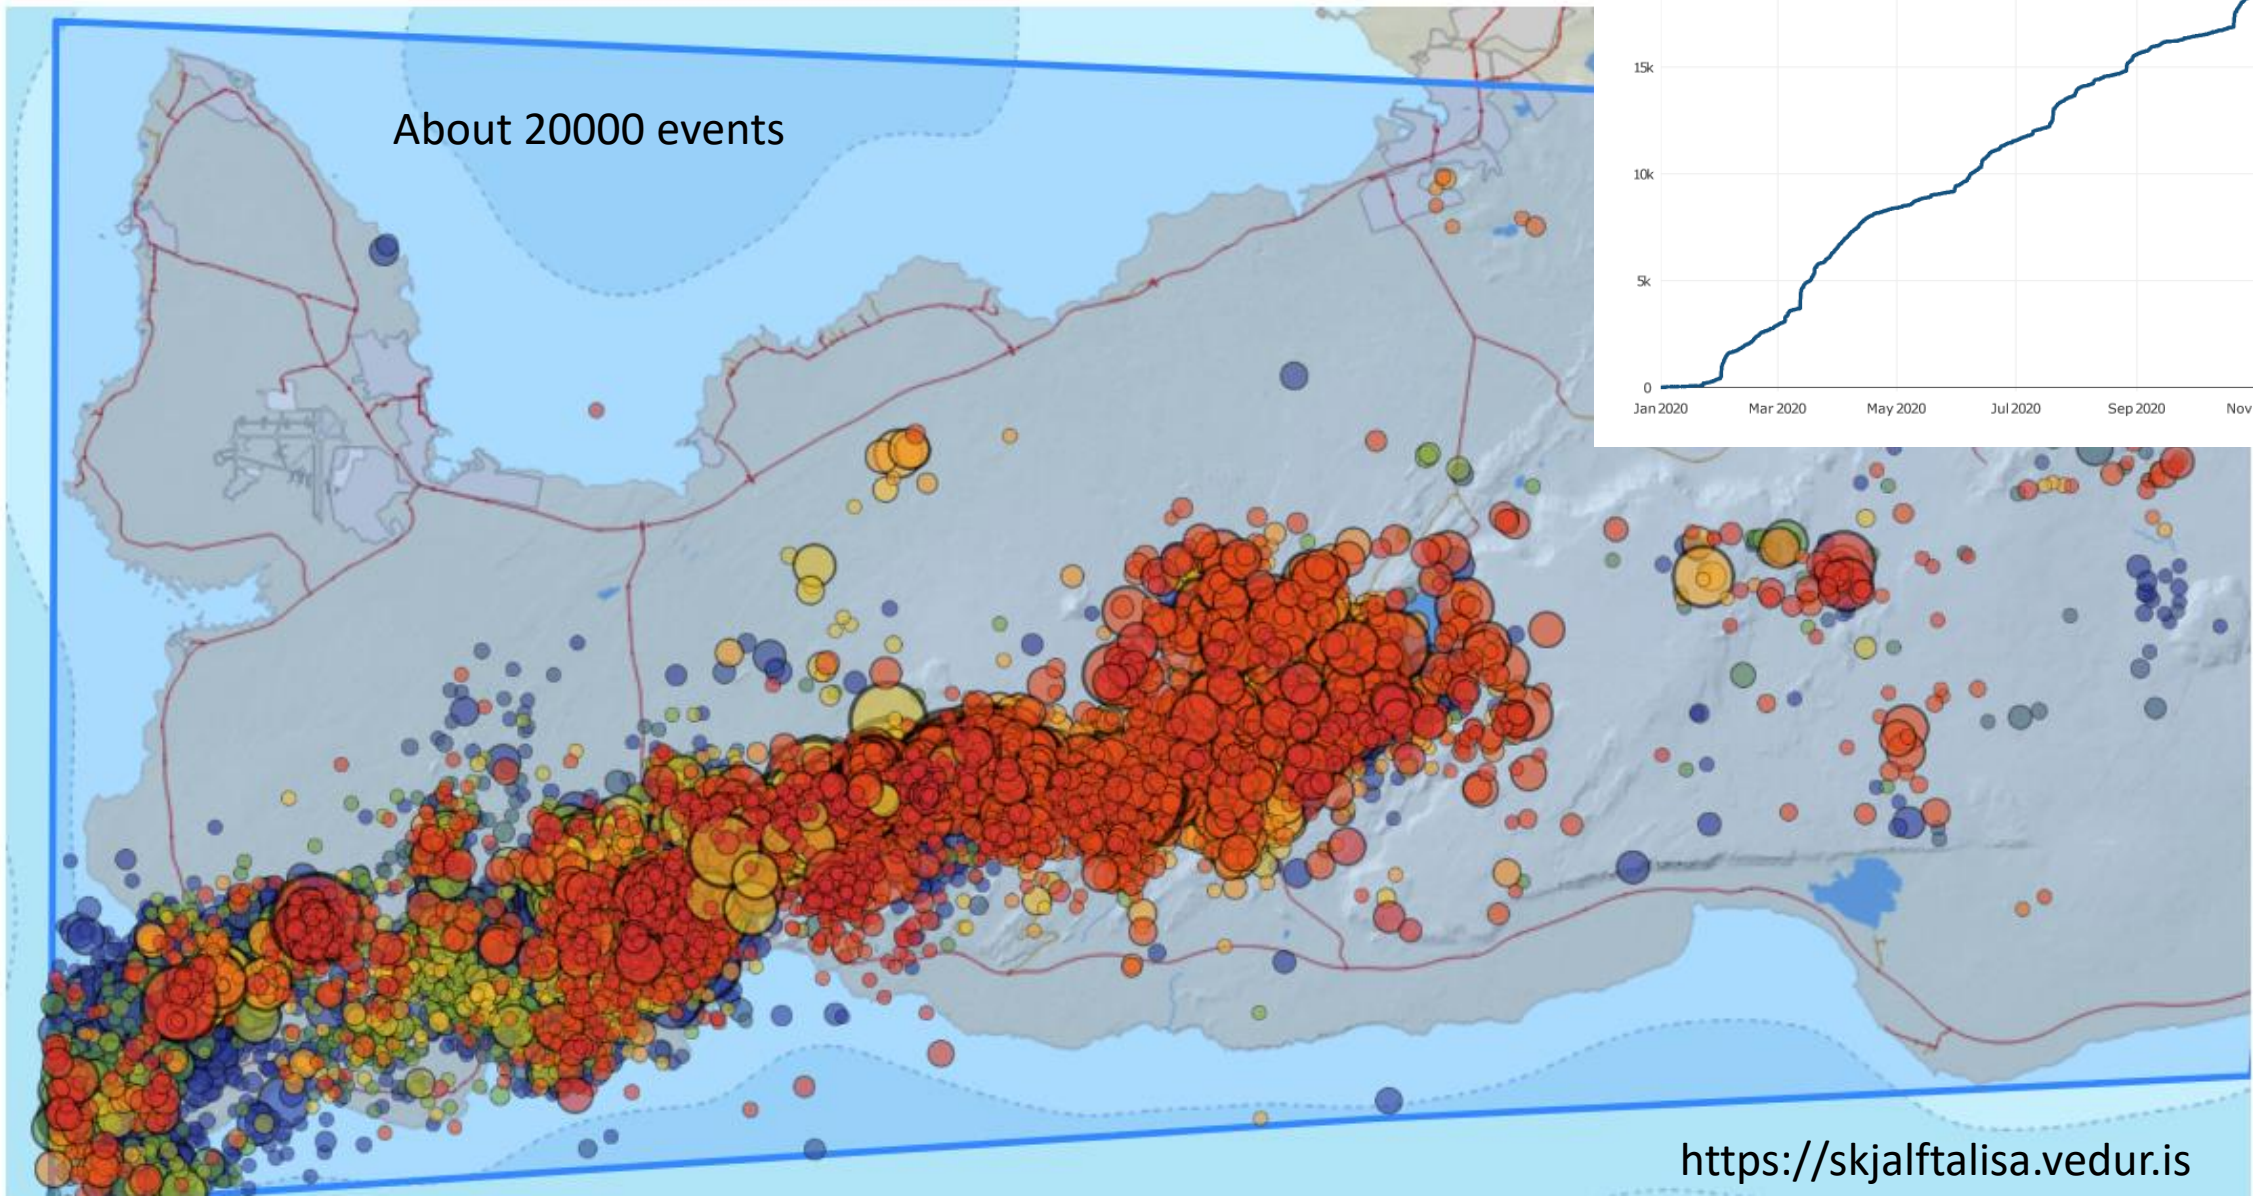 About 20000 events
15k
10k
5k
0
Jan 2020 Mar 2020 May 2020 Jul 2020 Sep 2020 Nov
https://skjalftalisa.vedur.is